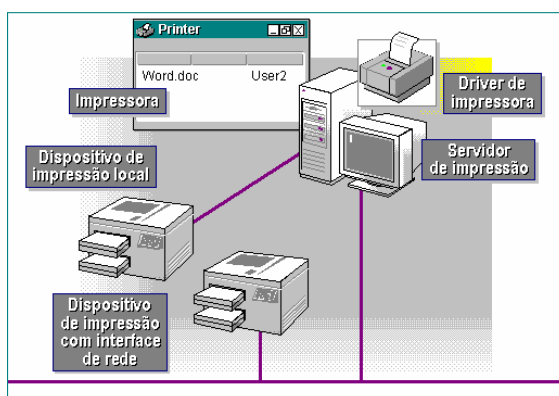 Printer
Word.doc User2
Impressora
Driver de
impressora
Dispositivo de
impressão local
Servidor
de impressão
Dispositivo
de impressão
com interface
de rede